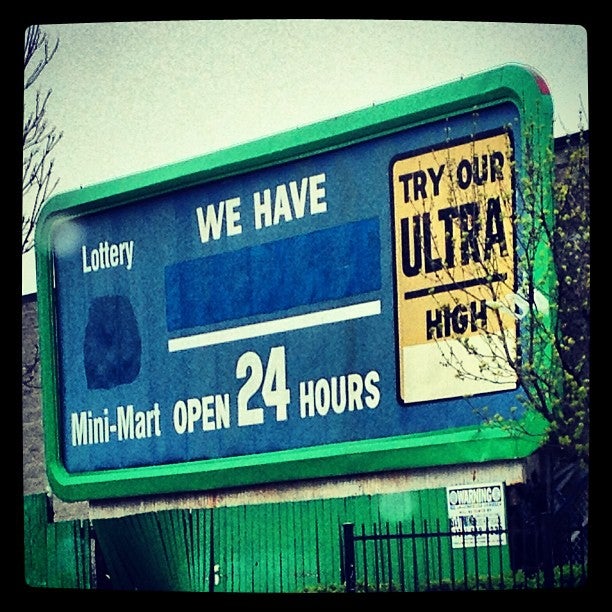 WE HAVE
Lottery
Mini-Mart OPEN 24 HOURS
TRY OUR
ULTRA
HIGH
WARNING